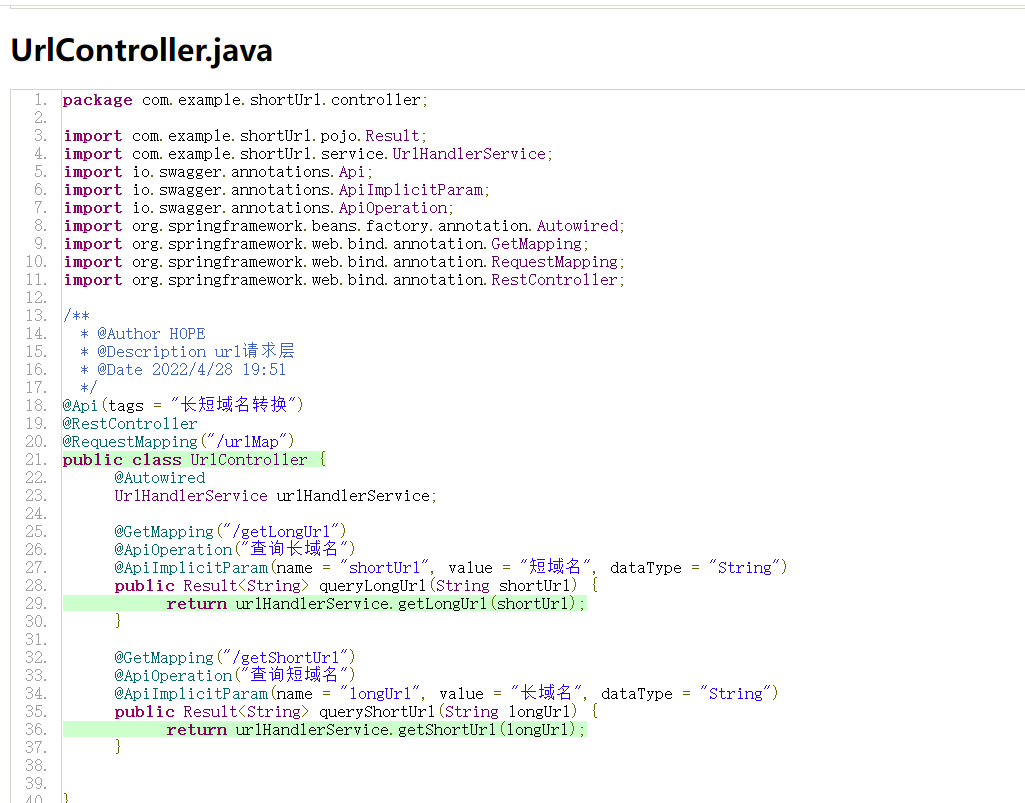 UrlController.java
1. package com.example.shortUrl.controller;
2.
3. import com.example.shortUrl.pojo.Result;
4. import com.example.shortUrl.service.UrlHandlerService;
5. import io.swagger.annotations.Api;
6. import io.swagger.annotations.ApiImplicitParam;
7. import io.swagger.annotations.ApiOperation;
8. import org.springframework.beans.factory.annotation.Autowired;
9. import org.springframework.web.bind.annotation.GetMapping;
10. import org.springframework.web.bind.annotation.RequestMapping;
11. import org.springframework.web.bind.annotation.RestController;
12.
13. /**
14.  * @Author HOPE
15.  * @Description url请求层
16.  * @Date 2022/4/28 19:51
17.  */
18. @Api(tags = "长短域名转换")
19. @RestController
20. @RequestMapping("/urlMap")
21. public class UrlController {
22.     @Autowired
23.     UrlHandlerService urlHandlerService;
24.
25.     @GetMapping("/getLongUrl")
26.     @ApiOperation("查询长域名")
27.     @ApiImplicitParam(name = "shortUrl", value = "短域名", dataType = "String")
28.     public Result<String> queryLongUrl(String shortUrl) {
29.         return urlHandlerService.getLongUrl(shortUrl);
30.     }
31.
32.     @GetMapping("/getShortUrl")
33.     @ApiOperation("查询短域名")
34.     @ApiImplicitParam(name = "longUrl", value = "长域名", dataType = "String")
35.     public Result<String> queryShortUrl(String longUrl) {
36.         return urlHandlerService.getShortUrl(longUrl);
37.     }
38.
39.
40. }